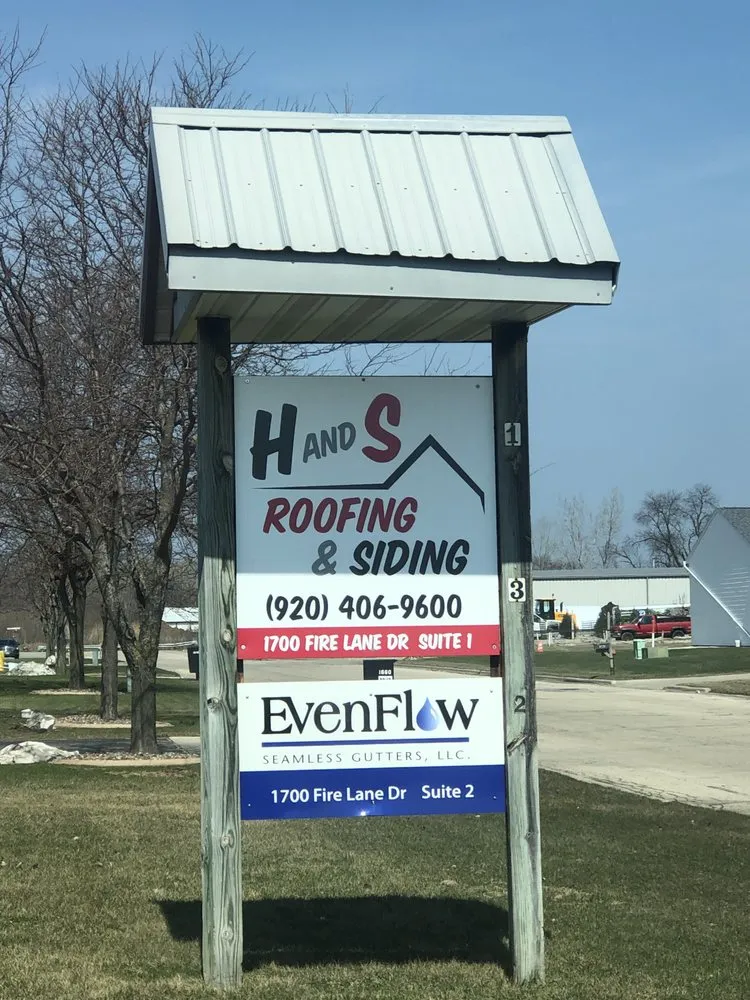 H AND S
ROOFING
& SIDING
(920) 406-9600
1700 FIRE LANE DR SUITE 1
EVENFLOW
SEAMLESS GUTTERS, LLC.
1700 Fire Lane Dr Suite 2
1
3
2
1660